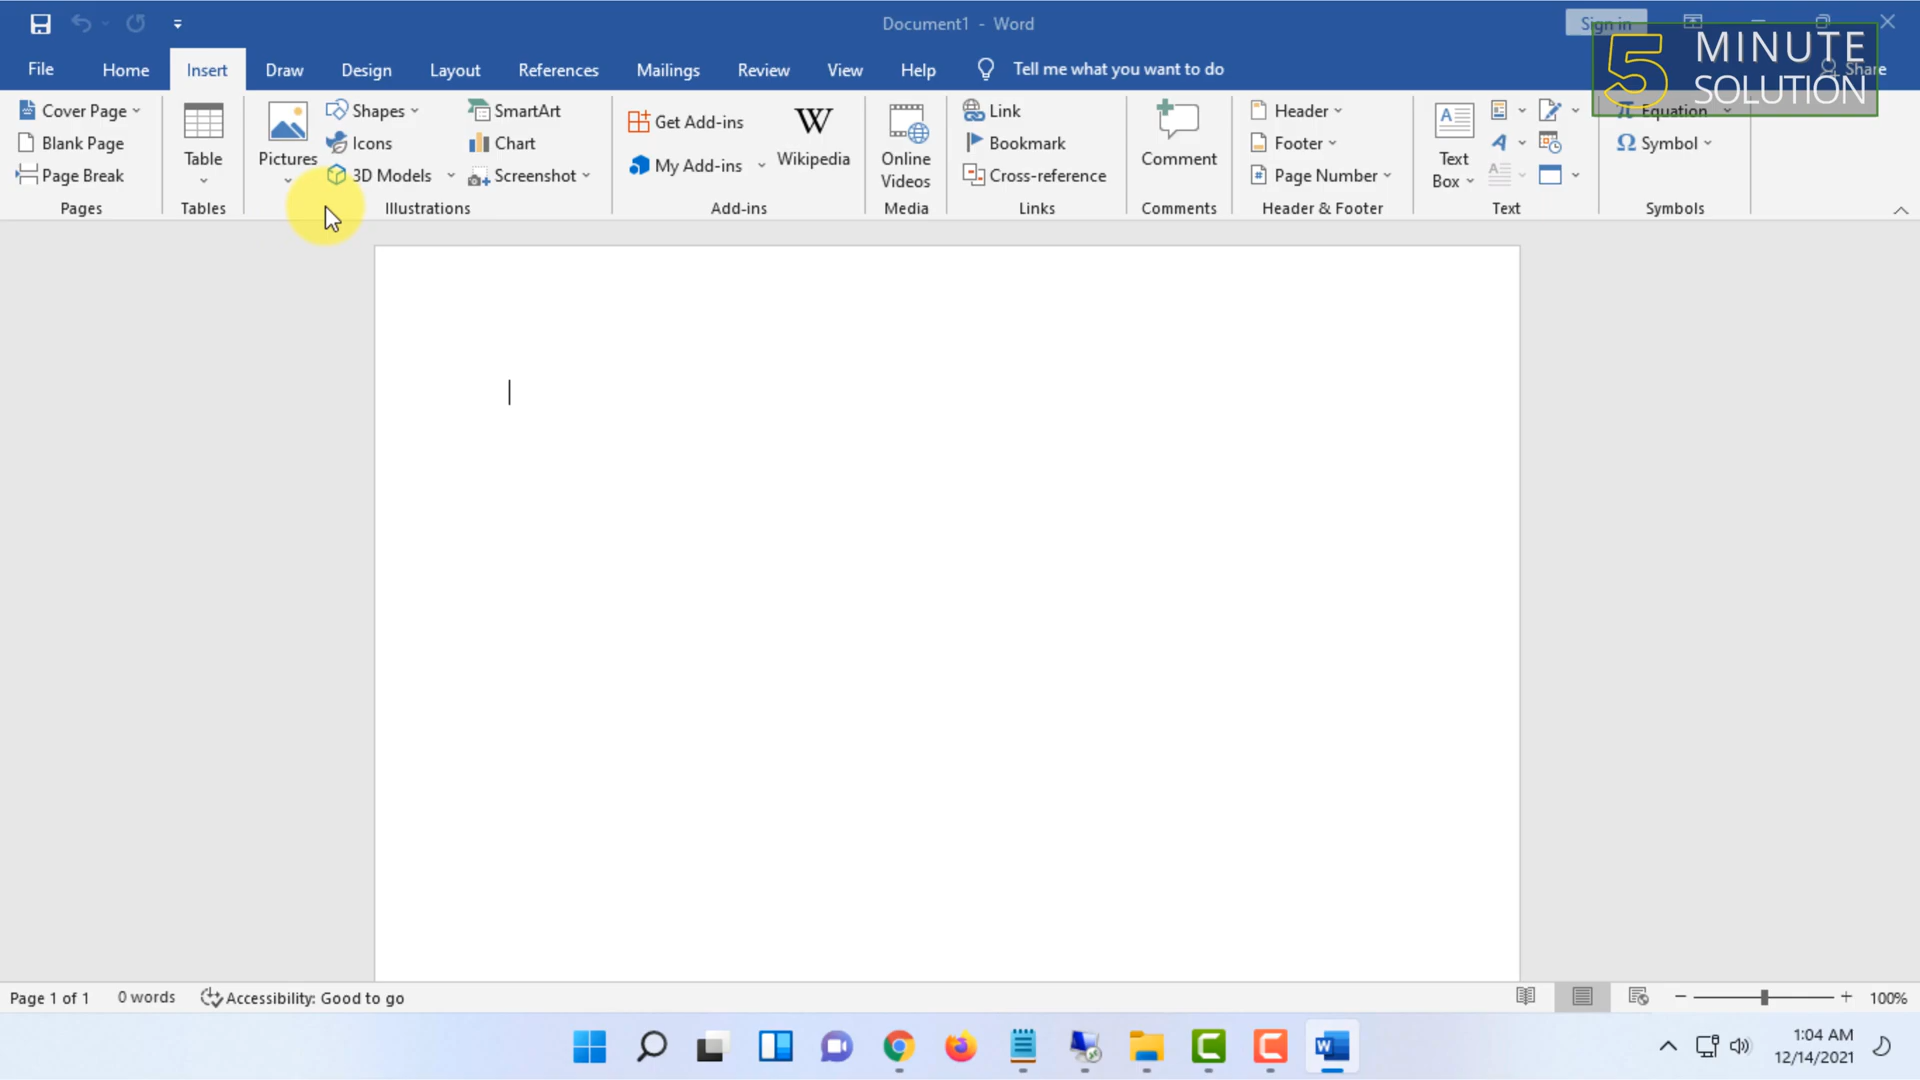 Document1 - Word
Sign in
5 MINUTE SOLUTION
File Home Insert Draw Design Layout References Mailings Review View Help Tell me what you want to do Share
Cover Page
Blank Page
Page Break
Pages
Table
Tables
Pictures
Shapes
Icons
3D Models
SmartArt
Chart
Screenshot
Illustrations
Get Add-ins
My Add-ins
W
Wikipedia
Add-ins
Online
Videos
Media
Link
Bookmark
Cross-reference
Links
Comment
Comments
Header
Footer
# Page Number
Header & Footer
A
Text
Box
A
A
Text
π Equation
Ω Symbol
Symbols
Page 1 of 1 0 words Accessibility: Good to go
− + 100%
W
1:04 AM
12/14/2021